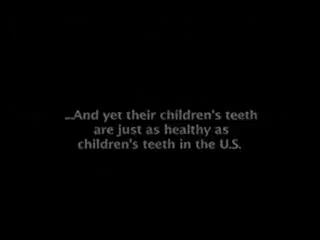 ...And yet their children's teeth
are just as healthy as
children's teeth in the U.S.